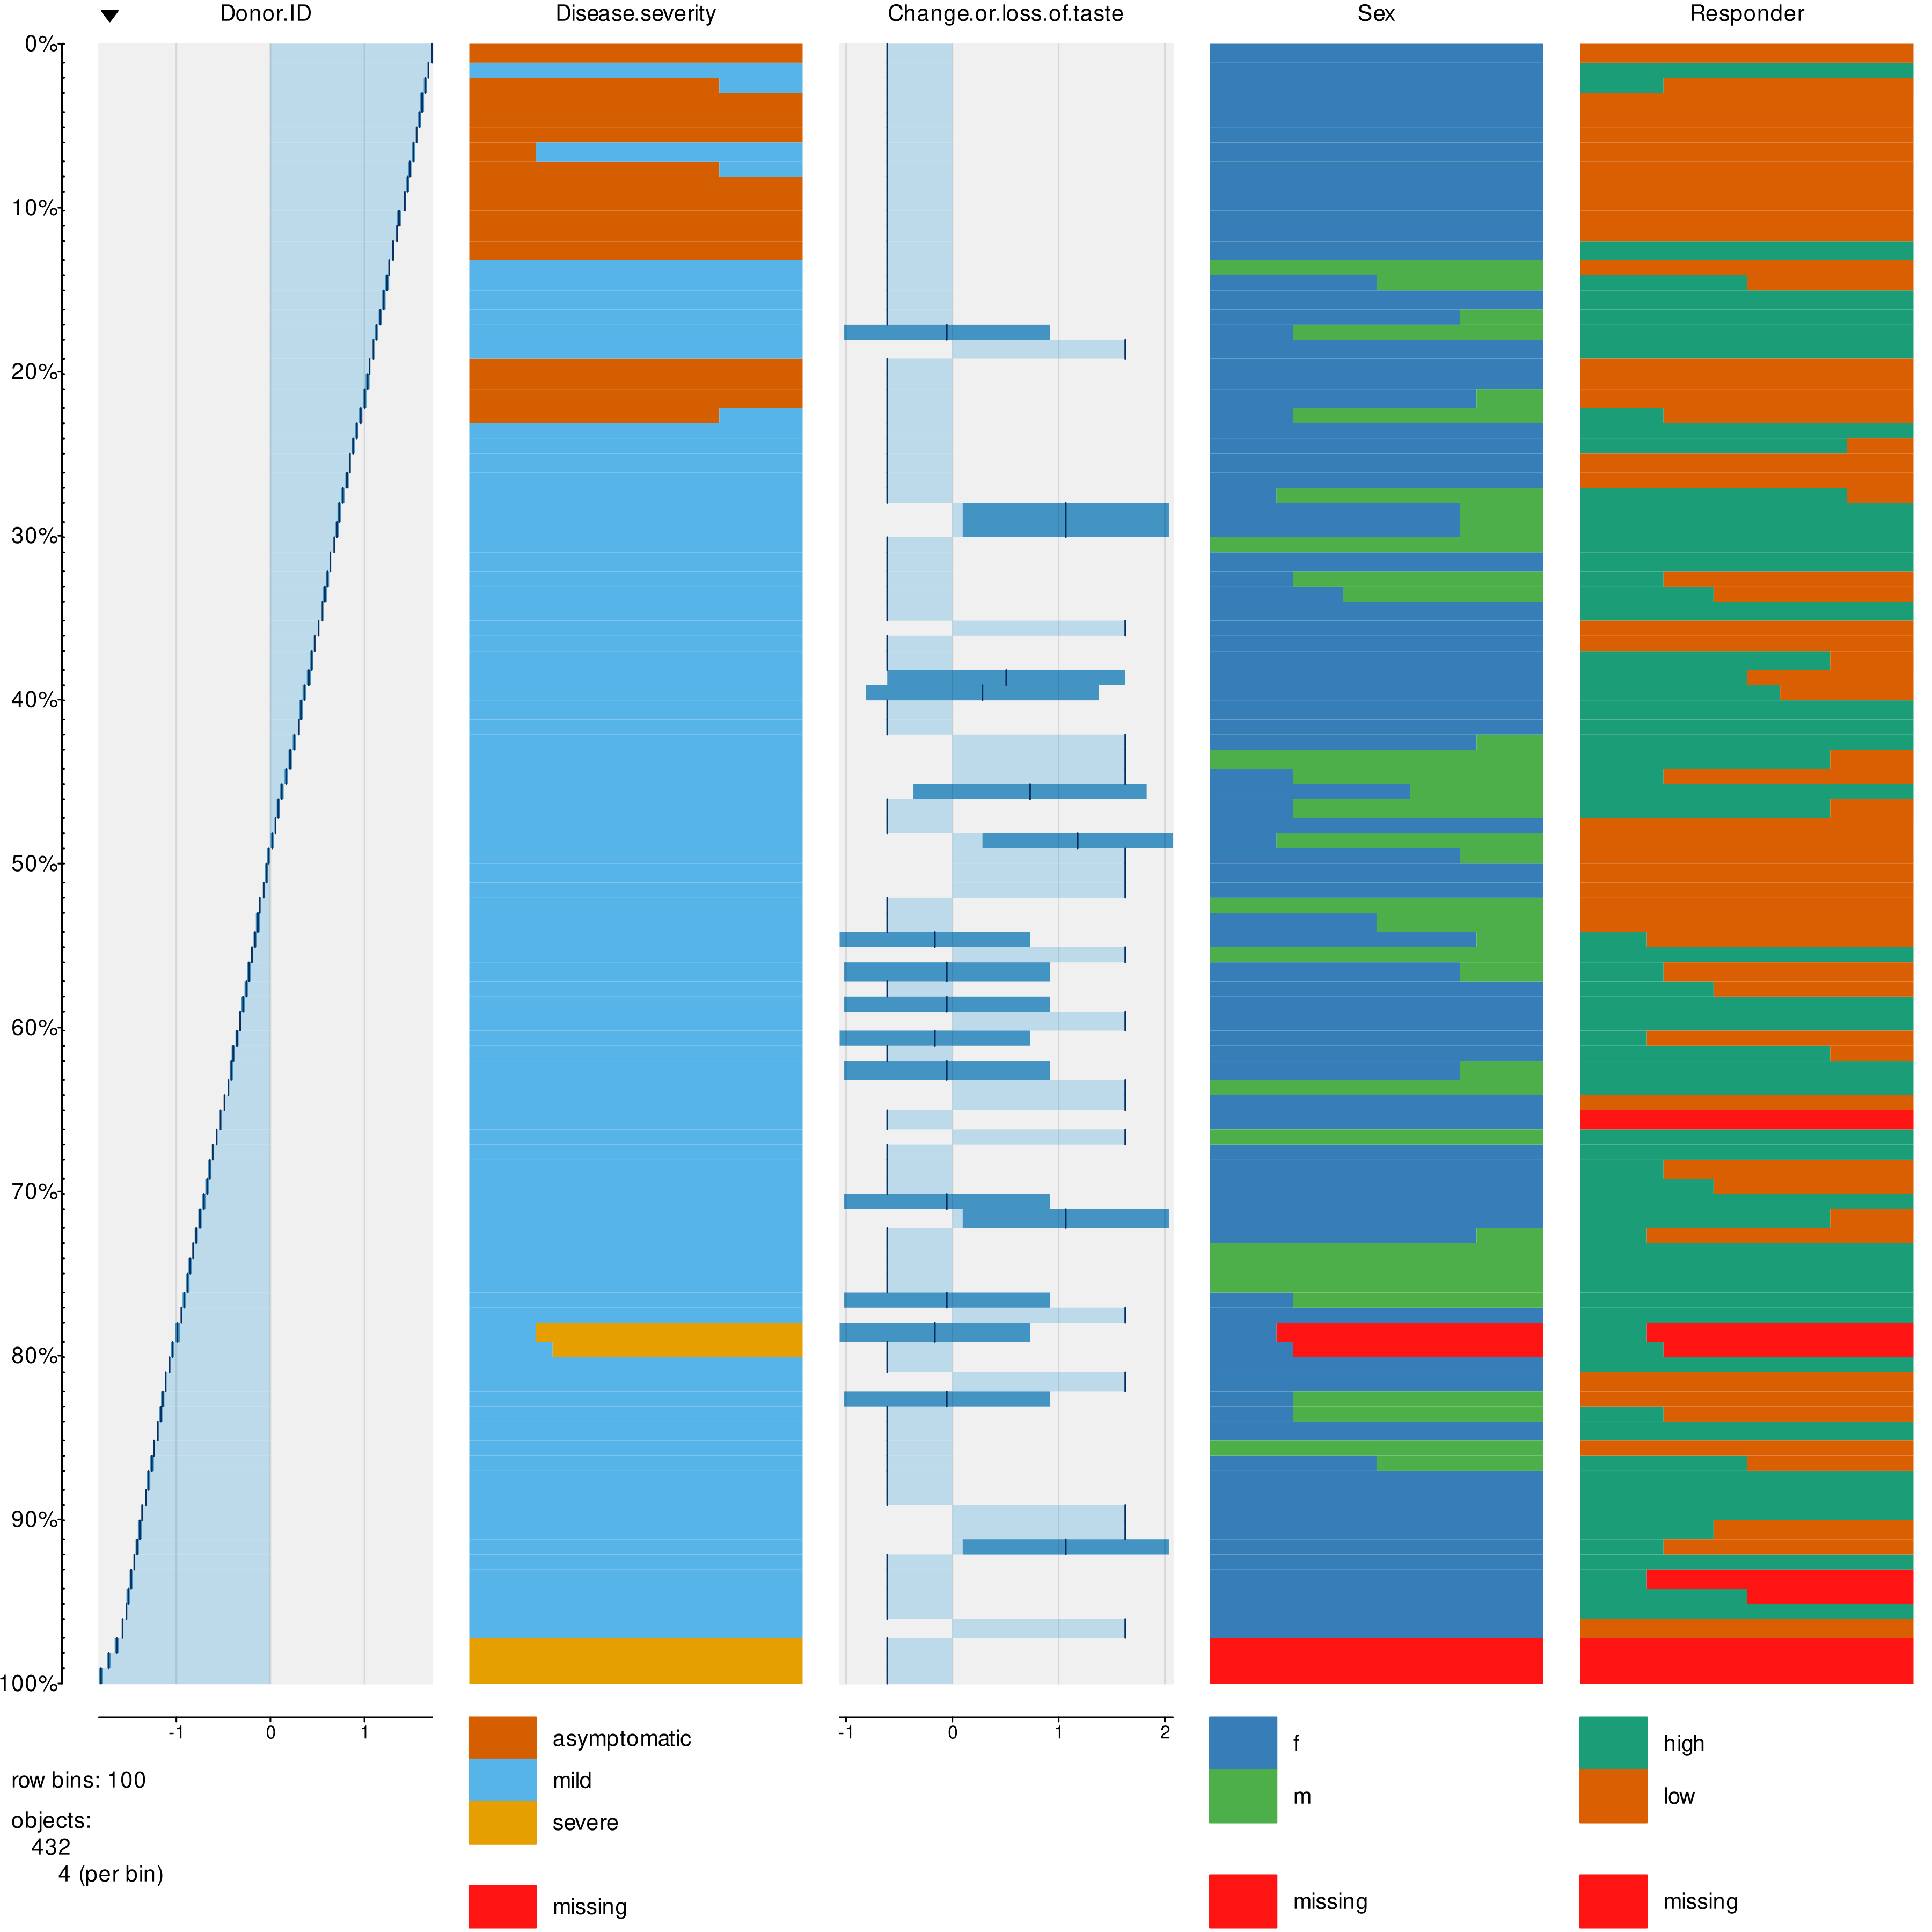 Donor.ID Disease.severity Change.or.loss.of.taste Sex Responder
0%
10%
20%
30%
40%
50%
60%
70%
80%
90%
100%
-1 0 1 -1 0 1 2
asymptomatic f high
row bins: 100 mild m low
objects: severe
432
4 (per bin)
missing missing missing